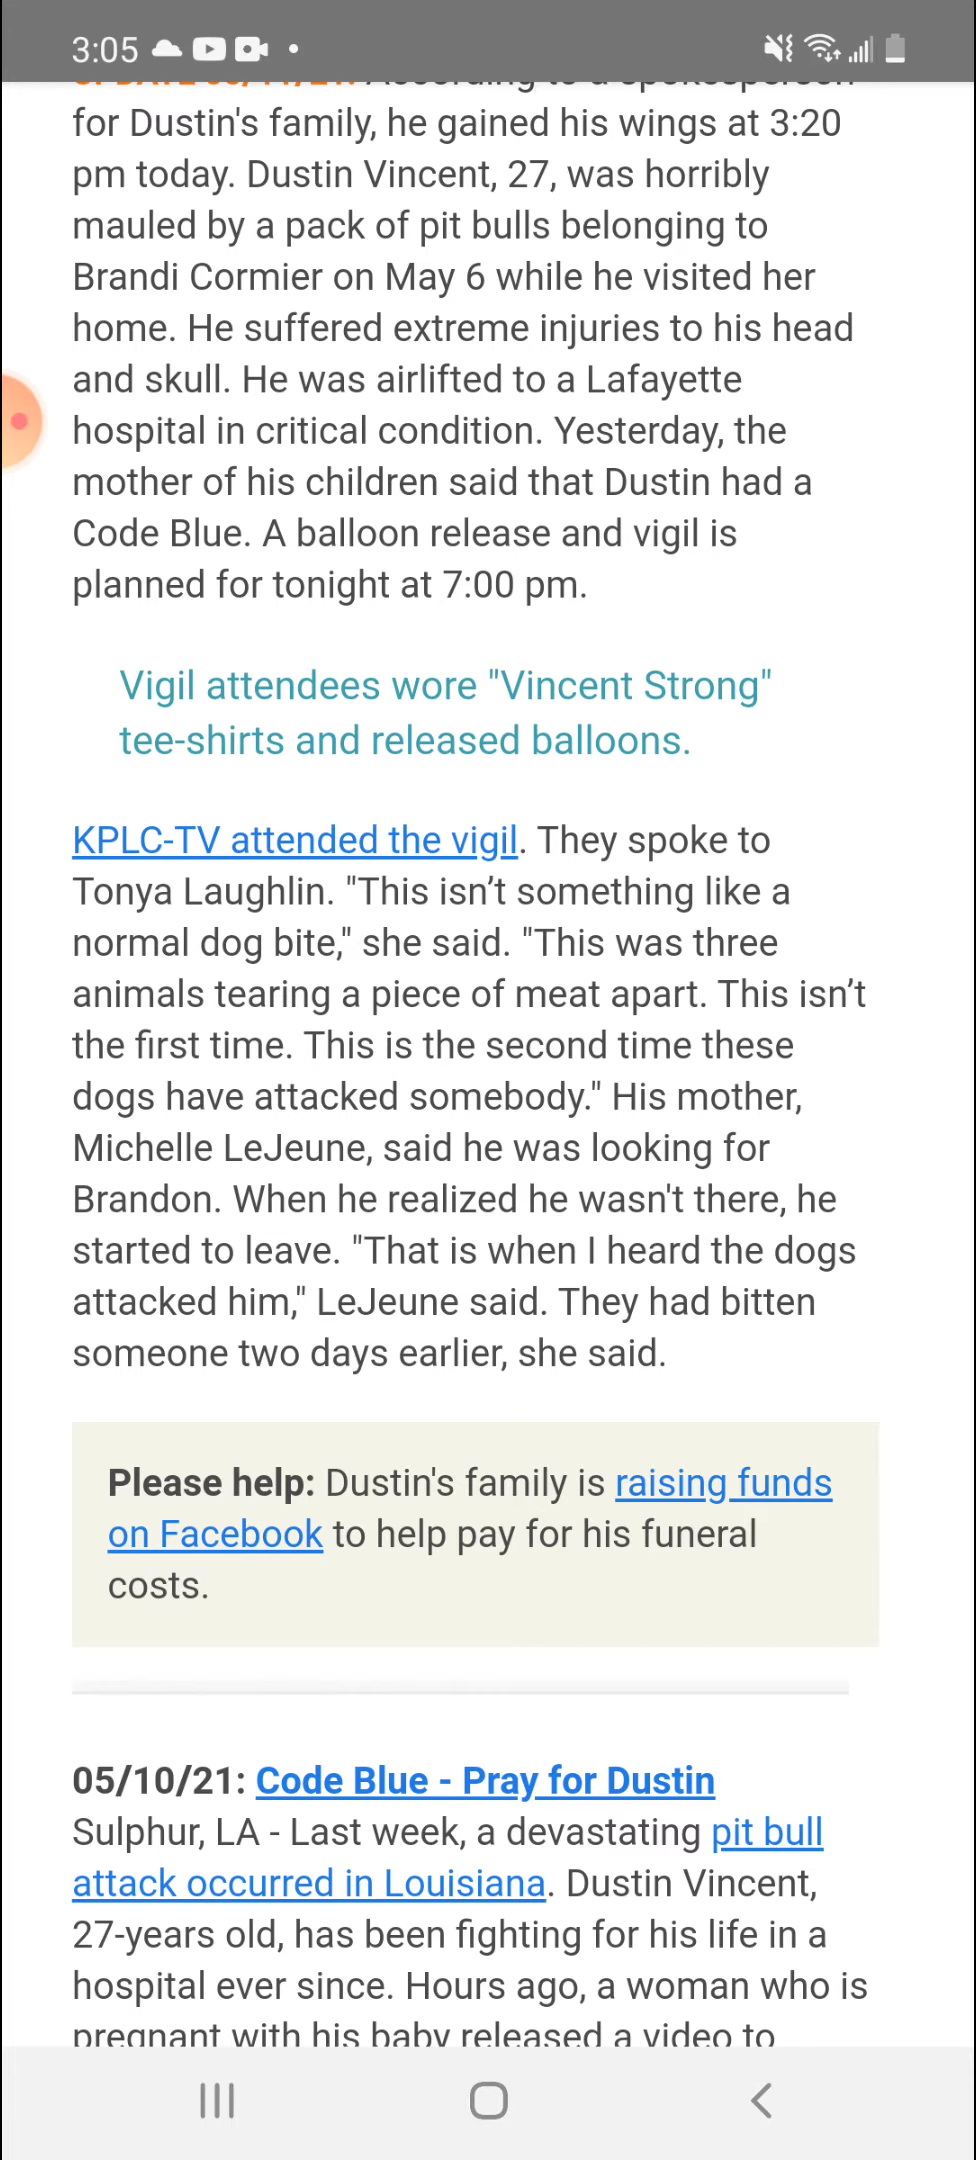 3:05
for Dustin's family, he gained his wings at 3:20
pm today. Dustin Vincent, 27, was horribly
mauled by a pack of pit bulls belonging to
Brandi Cormier on May 6 while he visited her
home. He suffered extreme injuries to his head
and skull. He was airlifted to a Lafayette
hospital in critical condition. Yesterday, the
mother of his children said that Dustin had a
Code Blue. A balloon release and vigil is
planned for tonight at 7:00 pm.
Vigil attendees wore "Vincent Strong"
tee-shirts and released balloons.
KPLC-TV attended the vigil. They spoke to
Tonya Laughlin. "This isn’t something like a
normal dog bite," she said. "This was three
animals tearing a piece of meat apart. This isn’t
the first time. This is the second time these
dogs have attacked somebody." His mother,
Michelle LeJeune, said he was looking for
Brandon. When he realized he wasn't there, he
started to leave. "That is when I heard the dogs
attacked him," LeJeune said. They had bitten
someone two days earlier, she said.
Please help: Dustin's family is raising funds
on Facebook to help pay for his funeral
costs.
05/10/21: Code Blue - Pray for Dustin
Sulphur, LA - Last week, a devastating pit bull
attack occurred in Louisiana. Dustin Vincent,
27-years old, has been fighting for his life in a
hospital ever since. Hours ago, a woman who is
pregnant with his baby released a video to